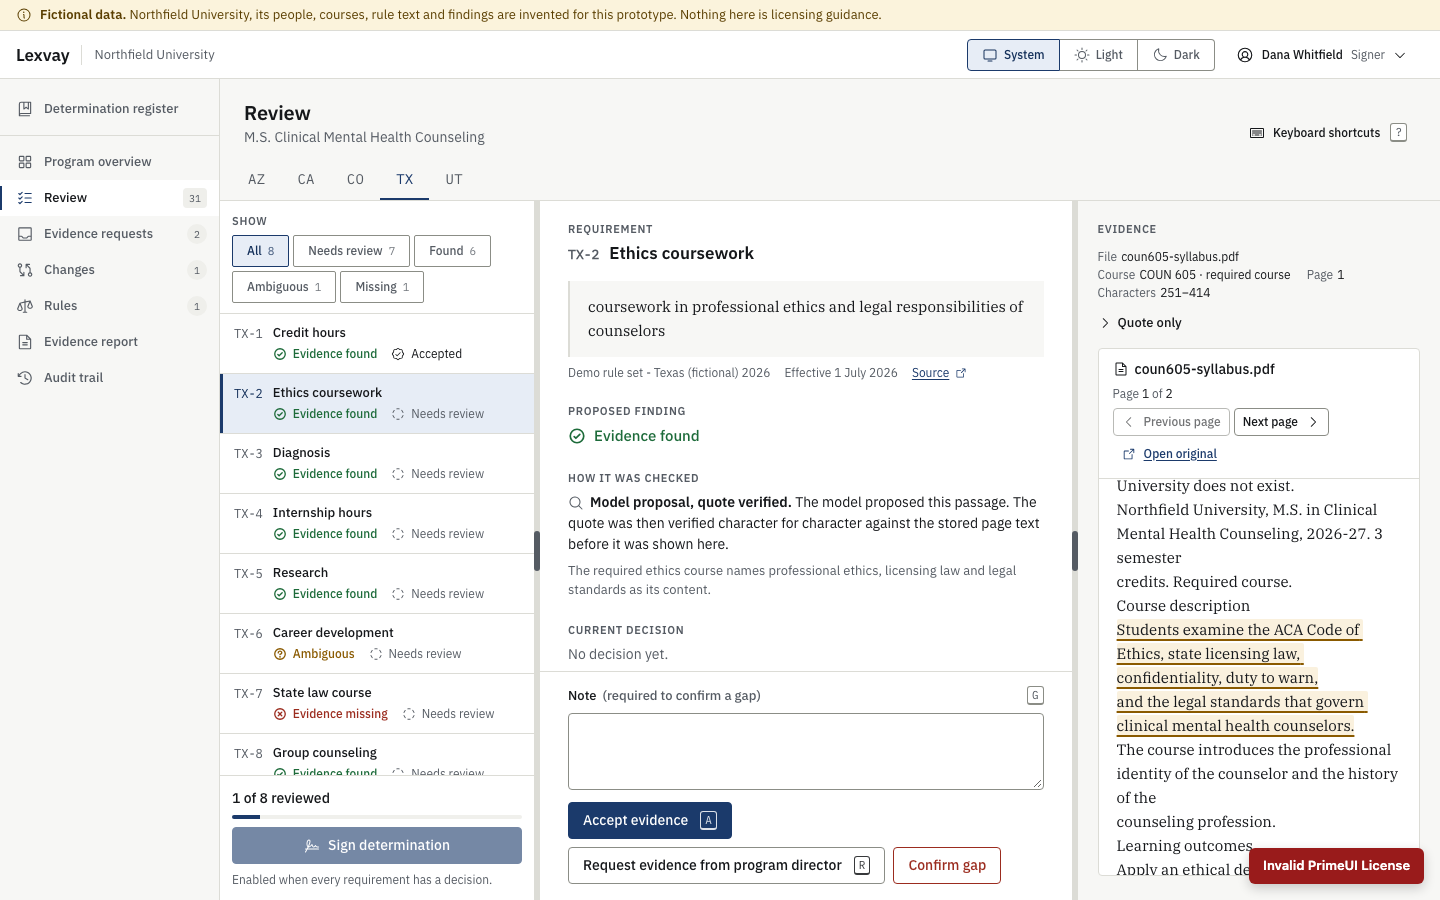 Fictional data. Northfield University, its people, courses, rule text and findings are invented for this prototype. Nothing here is licensing guidance.
Lexvay
Northfield University
System
Light
Dark
Dana Whitfield Signer
Determination register
Program overview
Review 31
Evidence requests 2
Changes 1
Rules 1
Evidence report
Audit trail
Review
M.S. Clinical Mental Health Counseling
Keyboard shortcuts ?
AZ CA CO TX UT
SHOW
All 8
Needs review 7
Found 6
Ambiguous 1
Missing 1
TX-1 Credit hours
Evidence found Accepted
TX-2 Ethics coursework
Evidence found Needs review
TX-3 Diagnosis
Evidence found Needs review
TX-4 Internship hours
Evidence found Needs review
TX-5 Research
Evidence found Needs review
TX-6 Career development
Ambiguous Needs review
TX-7 State law course
Evidence missing Needs review
TX-8 Group counseling
Evidence found Needs review
1 of 8 reviewed
Sign determination
Enabled when every requirement has a decision.
REQUIREMENT
TX-2 Ethics coursework
coursework in professional ethics and legal responsibilities of
counselors
Demo rule set - Texas (fictional) 2026 Effective 1 July 2026 Source
PROPOSED FINDING
Evidence found
HOW IT WAS CHECKED
Model proposal, quote verified. The model proposed this passage. The
quote was then verified character for character against the stored page text
before it was shown here.
The required ethics course names professional ethics, licensing law and legal
standards as its content.
CURRENT DECISION
No decision yet.
Note (required to confirm a gap) G
Accept evidence A
Request evidence from program director R
Confirm gap
EVIDENCE
File coun605-syllabus.pdf
Course COUN 605 · required course Page 1
Characters 251–414
Quote only
coun605-syllabus.pdf
Page 1 of 2
Previous page
Next page
Open original
University does not exist.
Northfield University, M.S. in Clinical
Mental Health Counseling, 2026-27. 3
semester
credits. Required course.
Course description
Students examine the ACA Code of
Ethics, state licensing law,
confidentiality, duty to warn,
and the legal standards that govern
clinical mental health counselors.
The course introduces the professional
identity of the counselor and the history
of the
counseling profession.
Learning outcomes
Apply an ethical
Invalid PrimeUI License